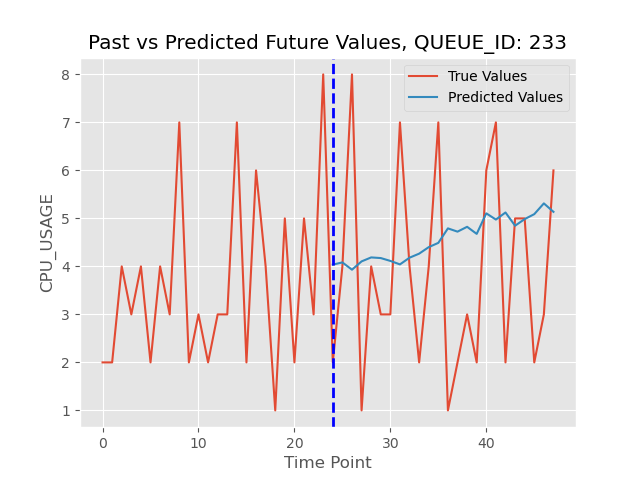 Past vs Predicted Future Values, QUEUE_ID: 233
True Values
Predicted Values
8
7
6
5
4
3
2
1
CPU_USAGE
0 10 20 30 40
Time Point